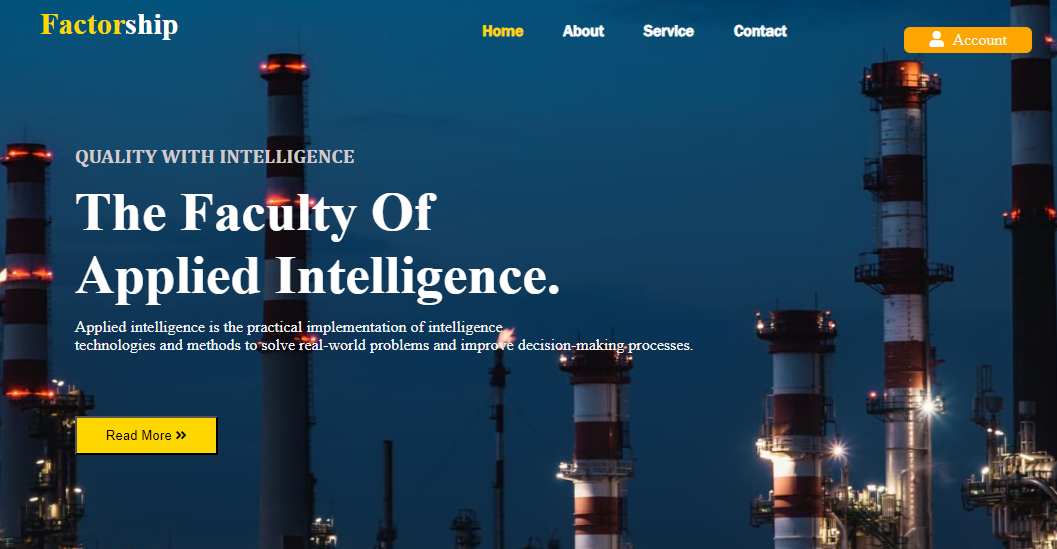 Factorship
Home About Service Contact
Account
QUALITY WITH INTELLIGENCE
The Faculty Of
Applied Intelligence.
Applied intelligence is the practical implementation of intelligence
technologies and methods to solve real-world problems and improve decision-making processes.
Read More